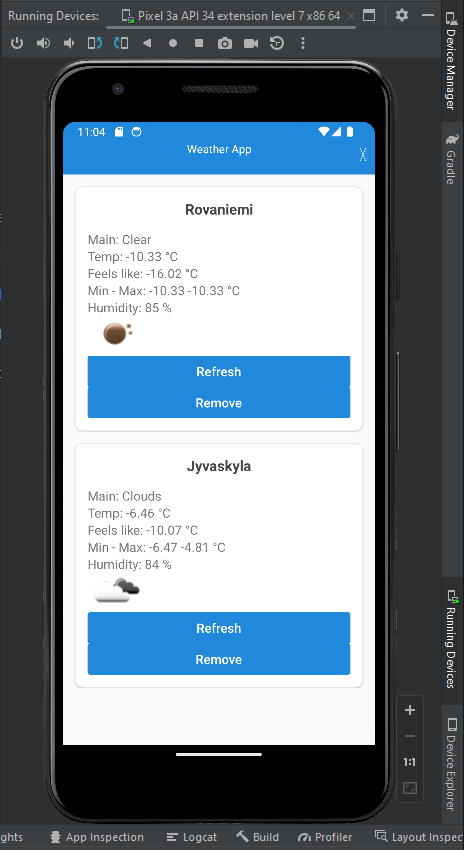 Running Devices: Pixel 3a API 34 extension level 7 x86 64
11:04
Weather App
Rovaniemi
Main: Clear
Temp: -10.33 °C
Feels like: -16.02 °C
Min - Max: -10.33 -10.33 °C
Humidity: 85 %
Refresh
Remove
Jyvaskyla
Main: Clouds
Temp: -6.46 °C
Feels like: -10.07 °C
Min - Max: -6.47 -4.81 °C
Humidity: 84 %
Refresh
Remove
Device Manager
Gradle
Running Devices
Device Explorer
1:1
ghts App Inspection Logcat Build Profiler Layout Inspec